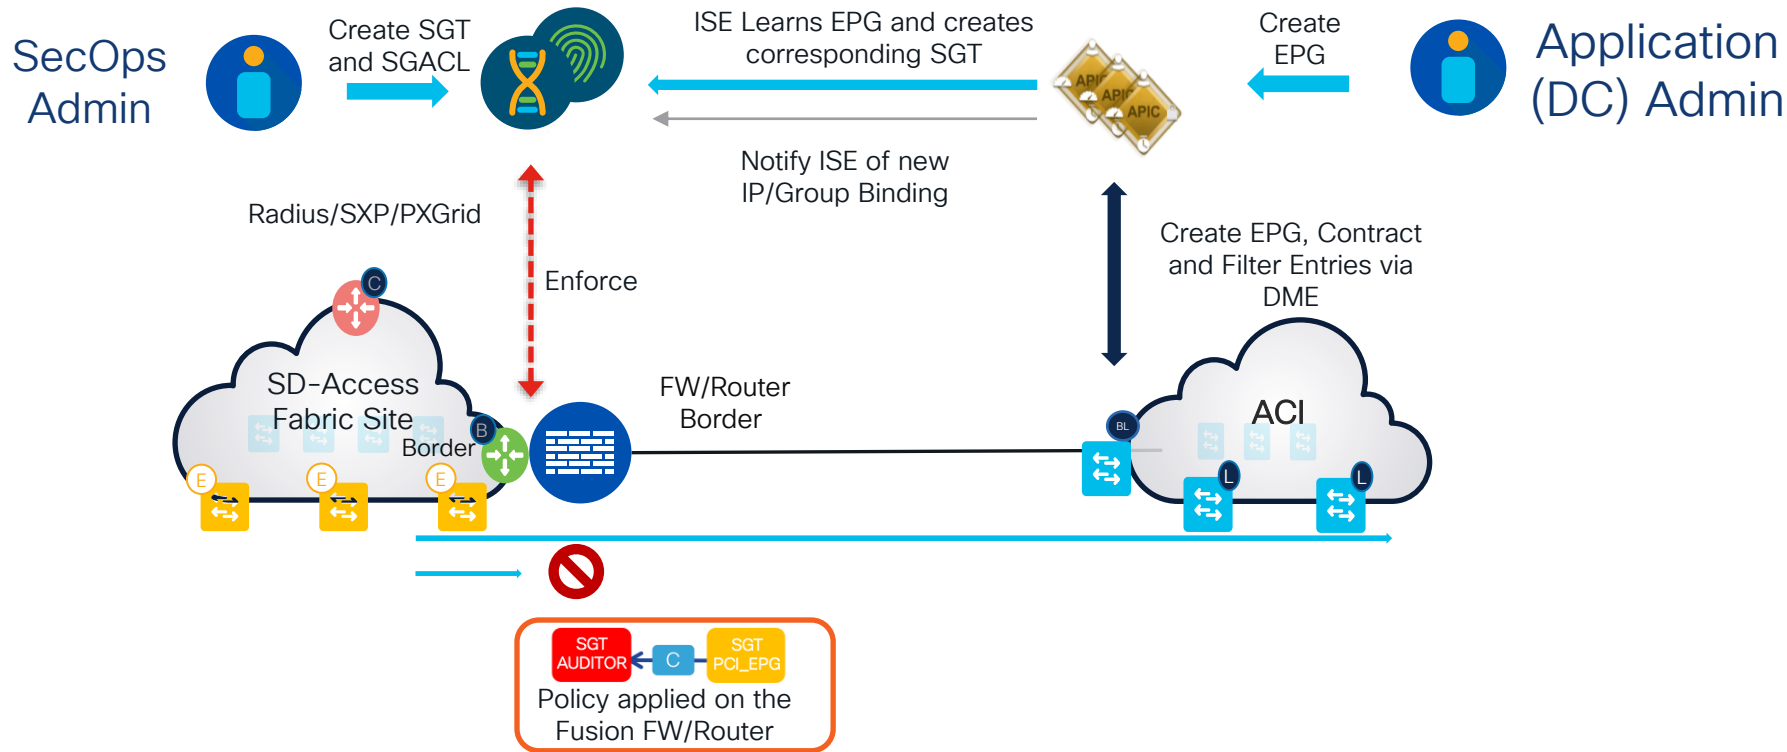 SecOps
Admin
Create SGT
and SGACL
ISE Learns EPG and creates
corresponding SGT
Create
EPG
Application
(DC) Admin
APIC
APIC
APIC
Notify ISE of new
IP/Group Binding
Radius/SXP/PXGrid
Enforce
Create EPG, Contract
and Filter Entries via
DME
C
SD-Access
Fabric Site
B
Border
FW/Router
Border
BL
ACI
E
E
E
L
L
SGT
AUDITOR
C
SGT
PCI_EPG
Policy applied on the
Fusion FW/Router